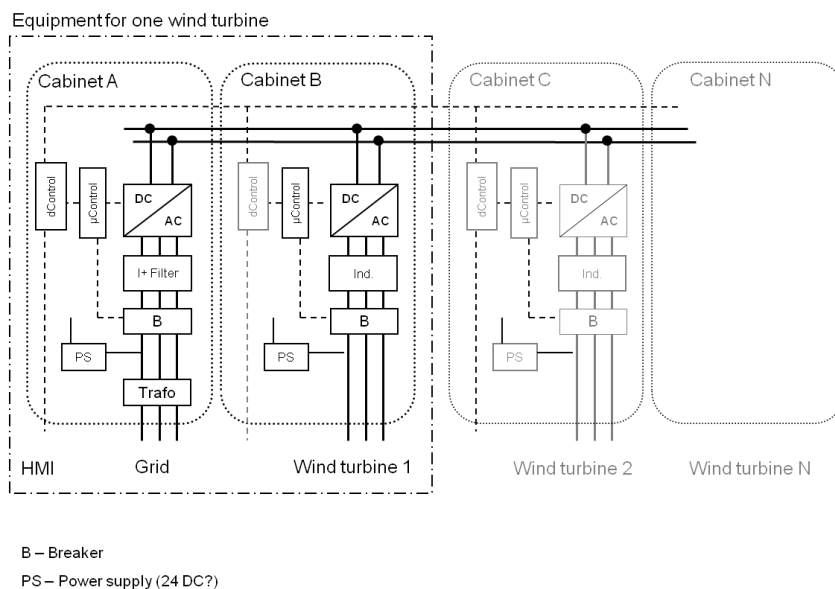 Equipment for one wind turbine
Cabinet A
Cabinet B
Cabinet C
Cabinet N
dControl
µControl
DC
AC
dControl
µControl
DC
AC
dControl
µControl
DC
AC
I+ Filter
Ind.
Ind.
B
B
B
PS
PS
PS
Trafo
HMI
Grid
Wind turbine 1
Wind turbine 2
Wind turbine N
B – Breaker
PS – Power supply (24 DC?)